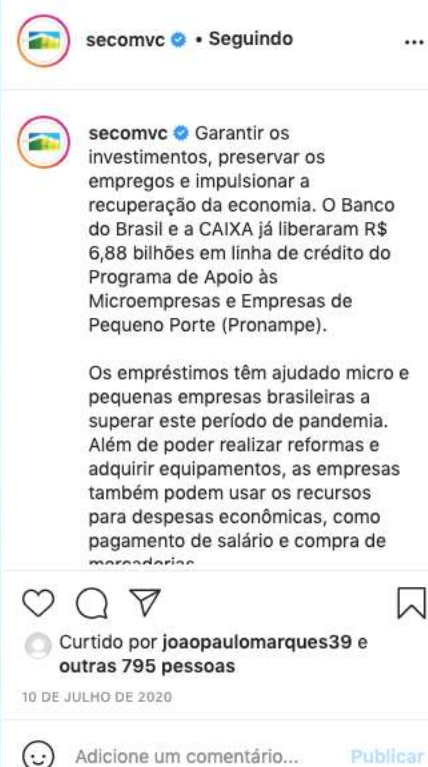 secomvc • Seguindo
secomvc Garantir os
investimentos, preservar os
empregos e impulsionar a
recuperação da economia. O Banco
do Brasil e a CAIXA já liberaram R$
6,88 bilhões em linha de crédito do
Programa de Apoio às
Microempresas e Empresas de
Pequeno Porte (Pronampe).
Os empréstimos têm ajudado micro e
pequenas empresas brasileiras a
superar este período de pandemia.
Além de poder realizar reformas e
adquirir equipamentos, as empresas
também podem usar os recursos
para despesas econômicas, como
pagamento de salário e compra de
mercadorias
Curtido por joaopaulomarques39 e
outras 795 pessoas
10 DE JULHO DE 2020
Adicione um comentário... Publicar